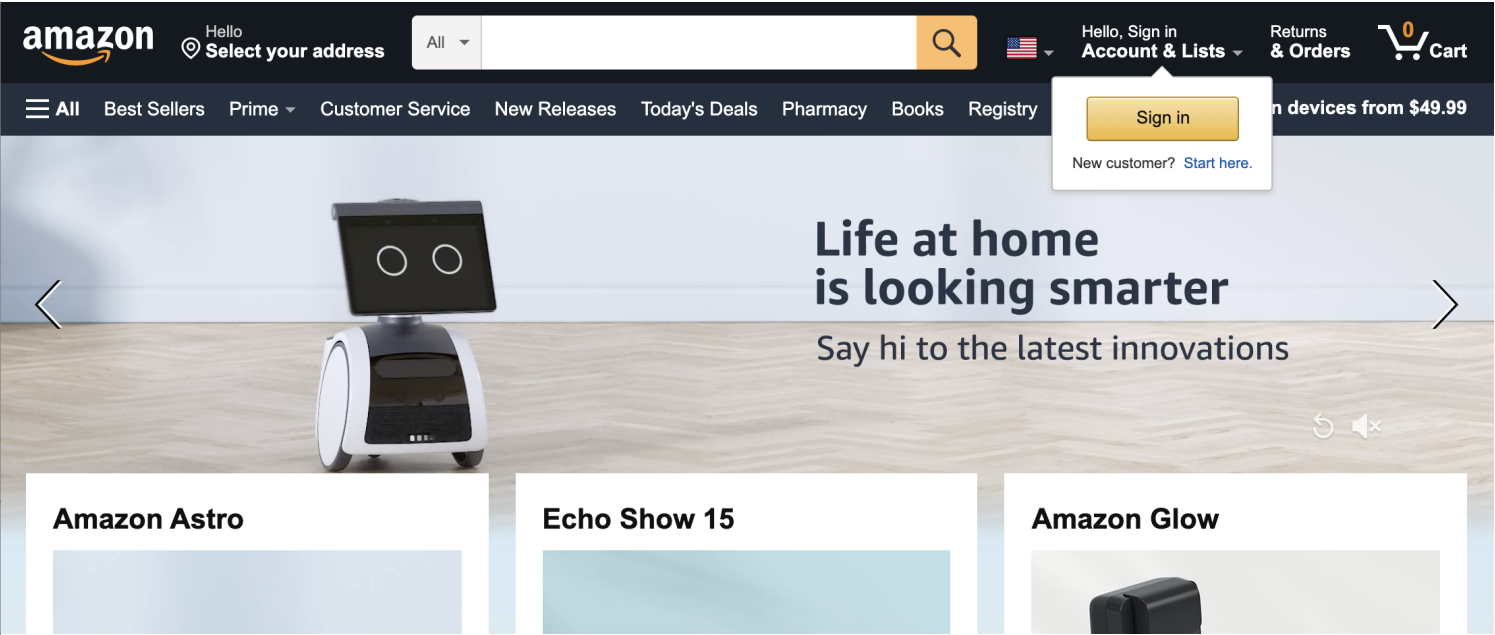 amazon
Hello
Select your address
All
Hello, Sign in
Account & Lists
Returns
& Orders
0
Cart
All
Best Sellers
Prime
Customer Service
New Releases
Today's Deals
Pharmacy
Books
Registry
n devices from $49.99
Sign in
New customer? Start here.
Life at home
is looking smarter
Say hi to the latest innovations
Amazon Astro
Echo Show 15
Amazon Glow